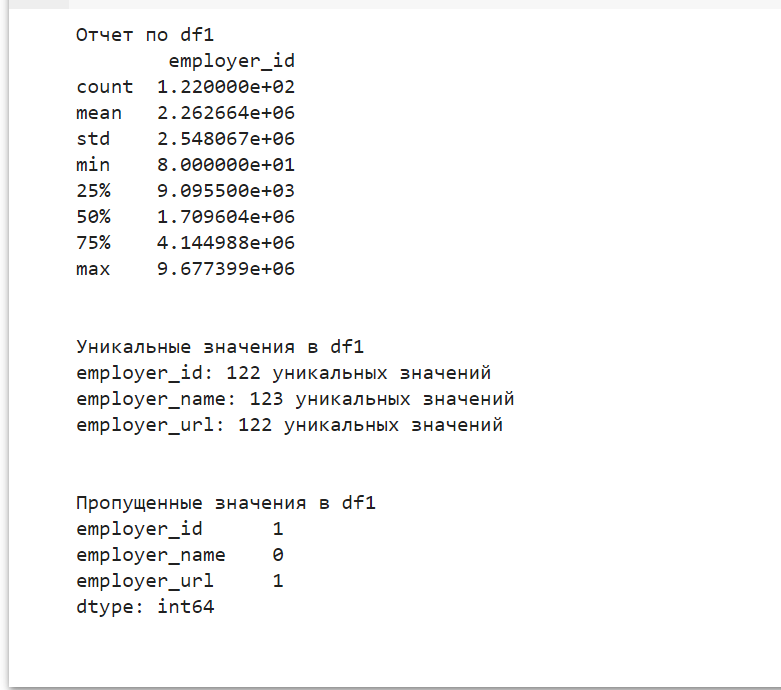 Отчет по df1
employer_id
count 1.220000e+02
mean 2.262664e+06
std 2.548067e+06
min 8.000000e+01
25% 9.095500e+03
50% 1.709604e+06
75% 4.144988e+06
max 9.677399e+06
Уникальные значения в df1
employer_id: 122 уникальных значений
employer_name: 123 уникальных значений
employer_url: 122 уникальных значений
Пропущенные значения в df1
employer_id 1
employer_name 0
employer_url 1
dtype: int64